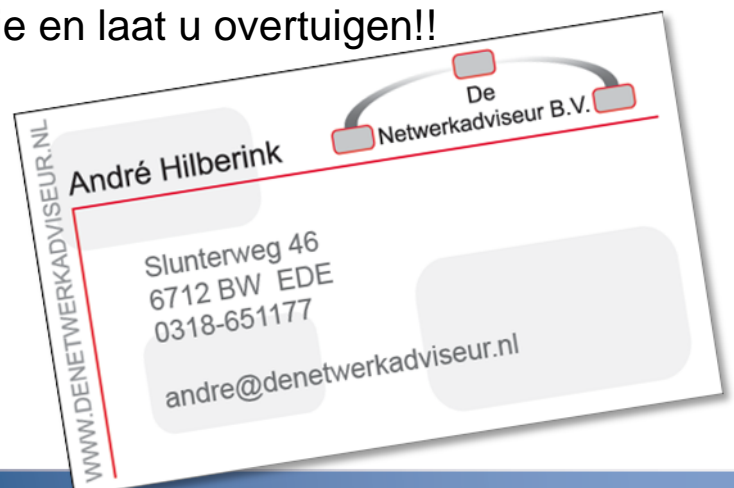 e en laat u overtuigen!!
De
Netwerkadviseur B.V.
André Hilberink
WWW.DENETWERKADVISEUR.NL
Slunterweg 46
6712 BW EDE
0318-651177
andre@denetwerkadviseur.nl